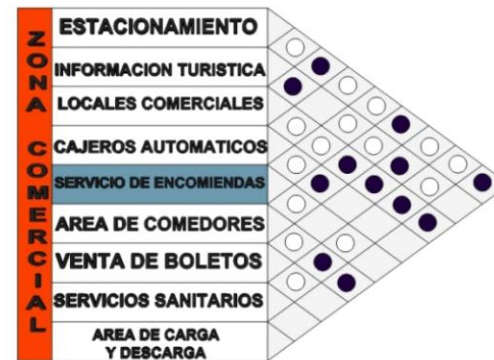 ZONA COMERCIAL
ESTACIONAMIENTO
INFORMACION TURISTICA
LOCALES COMERCIALES
CAJEROS AUTOMATICOS
SERVICIO DE ENCOMIENDAS
AREA DE COMEDORES
VENTA DE BOLETOS
SERVICIOS SANITARIOS
AREA DE CARGA
Y DESCARGA